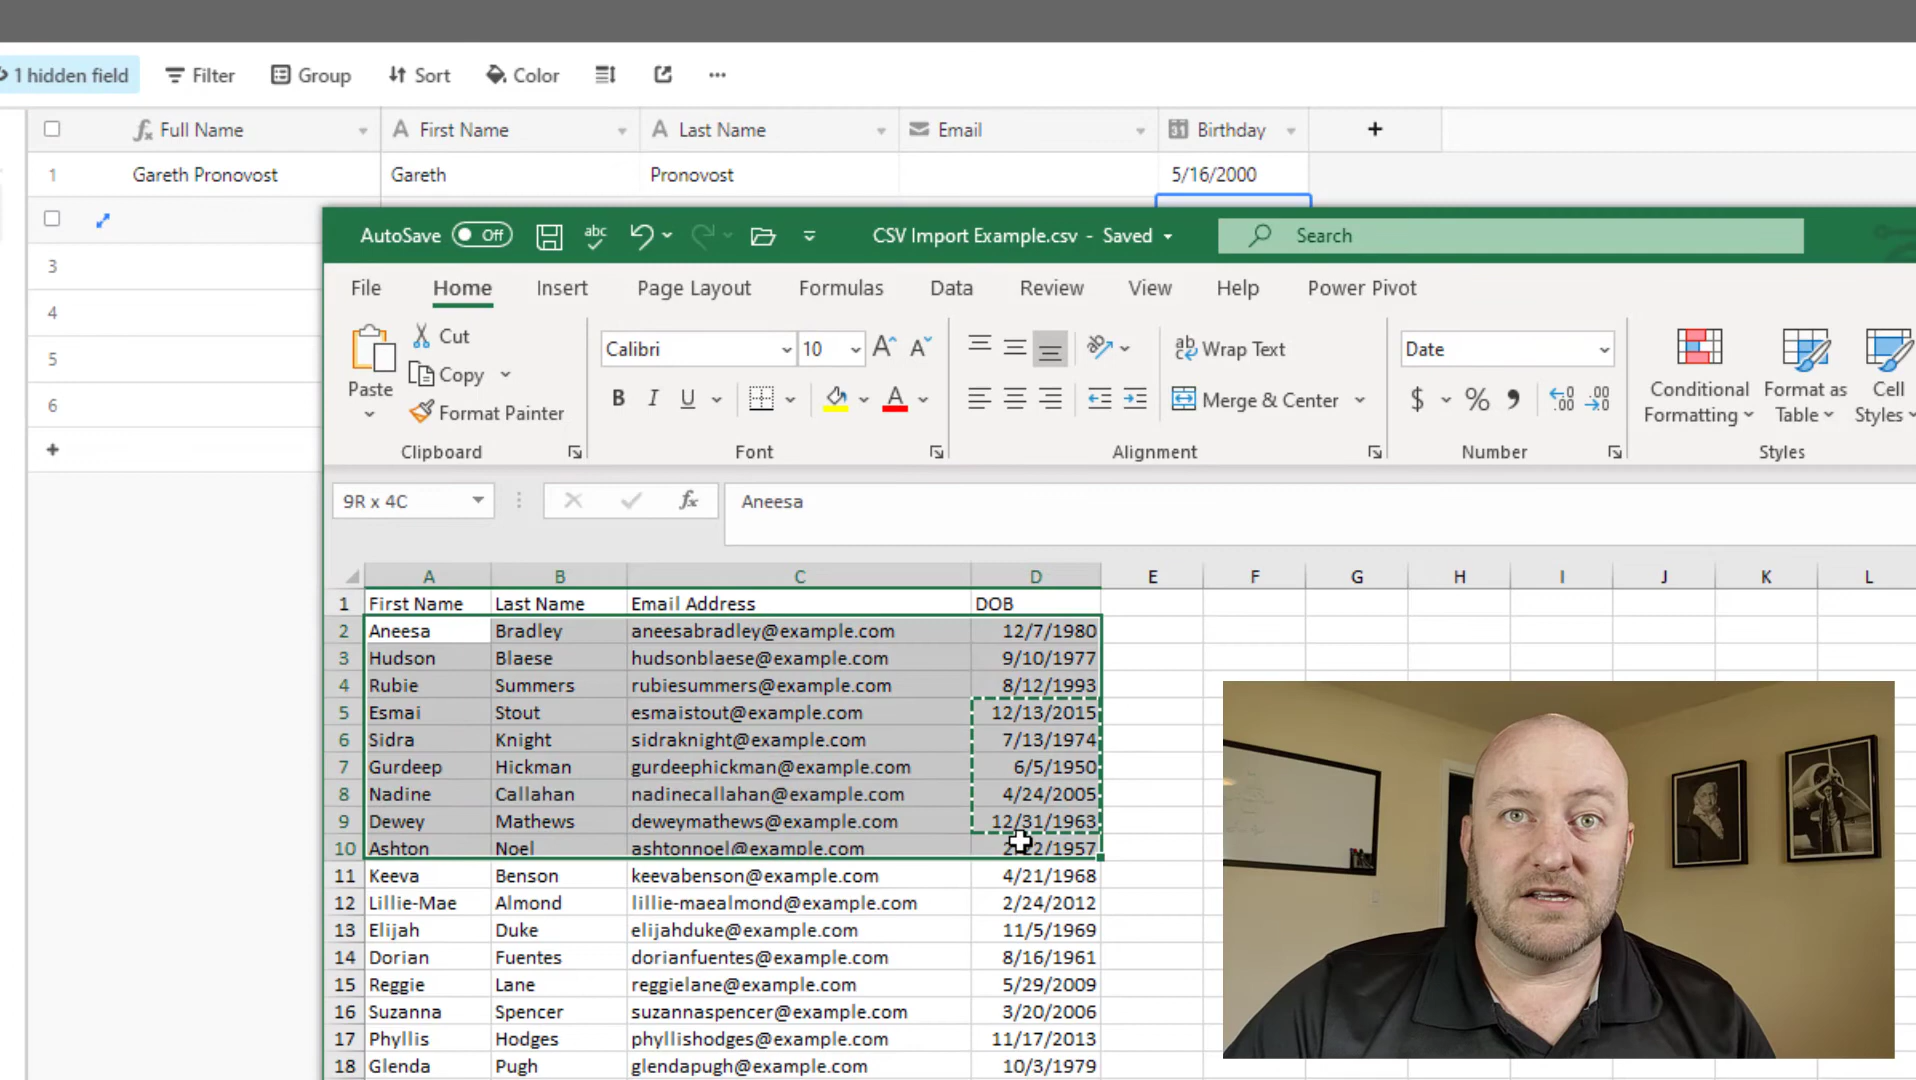 1 hidden field Filter Group Sort Color
Full Name First Name Last Name Email Birthday
1 Gareth Pronovost Gareth Pronovost 5/16/2000
3
4
5
6
AutoSave Off CSV Import Example.csv - Saved Search
File Home Insert Page Layout Formulas Data Review View Help Power Pivot
Paste Cut Copy Format Painter
Calibri 10 Wrap Text Date
B I U Merge & Center $ % Conditional Formatting Format as Table Cell Styles
Clipboard Font Alignment Number Styles
9R x 4C fx Aneesa
A B C D E F G H I J K L
1 First Name Last Name Email Address DOB
2 Aneesa Bradley aneesabradley@example.com 12/7/1980
3 Hudson Blaese hudsonblaese@example.com 9/10/1977
4 Rubie Summers rubiesummers@example.com 8/12/1993
5 Esmai Stout esmaistout@example.com 12/13/2015
6 Sidra Knight sidraknight@example.com 7/13/1974
7 Gurdeep Hickman gurdeephickman@example.com 6/5/1950
8 Nadine Callahan nadinecallahan@example.com 4/24/2005
9 Dewey Mathews deweymathews@example.com 12/31/1963
10 Ashton Noel ashtonnoel@example.com
11 Keeva Benson keevabenson@example.com 4/21/1968
12 Lillie-Mae Almond lillie-maealmond@example.com 2/24/2012
13 Elijah Duke elijahduke@example.com 11/5/1969
14 Dorian Fuentes dorianfuentes@example.com 8/16/1961
15 Reggie Lane reggielane@example.com 5/29/2009
16 Suzanna Spencer suzannaspencer@example.com 3/20/2006
17 Phyllis Hodges phyllishodges@example.com 11/17/2013
18 Glenda Pugh glendapugh@example.com 10/3/1979